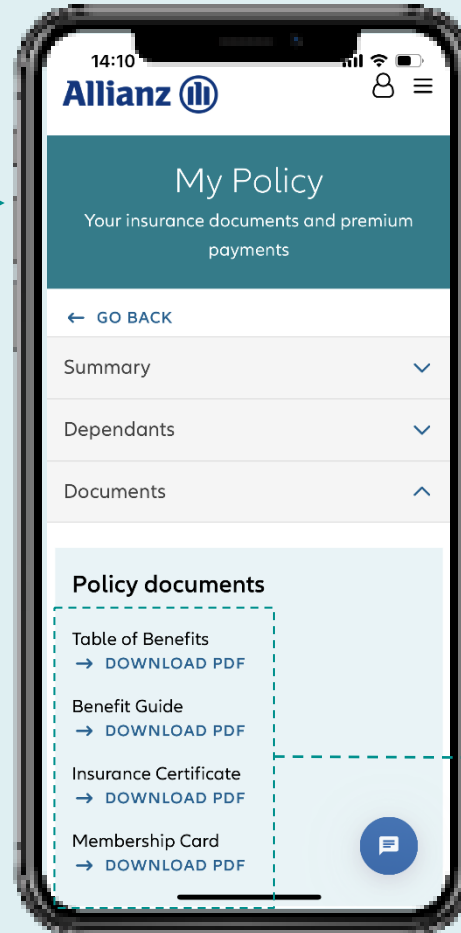 14:10
Allianz
My Policy
Your insurance documents and premium
payments
← GO BACK
Summary
Dependants
Documents
Policy documents
Table of Benefits
→ DOWNLOAD PDF
Benefit Guide
→ DOWNLOAD PDF
Insurance Certificate
→ DOWNLOAD PDF
Membership Card
→ DOWNLOAD PDF